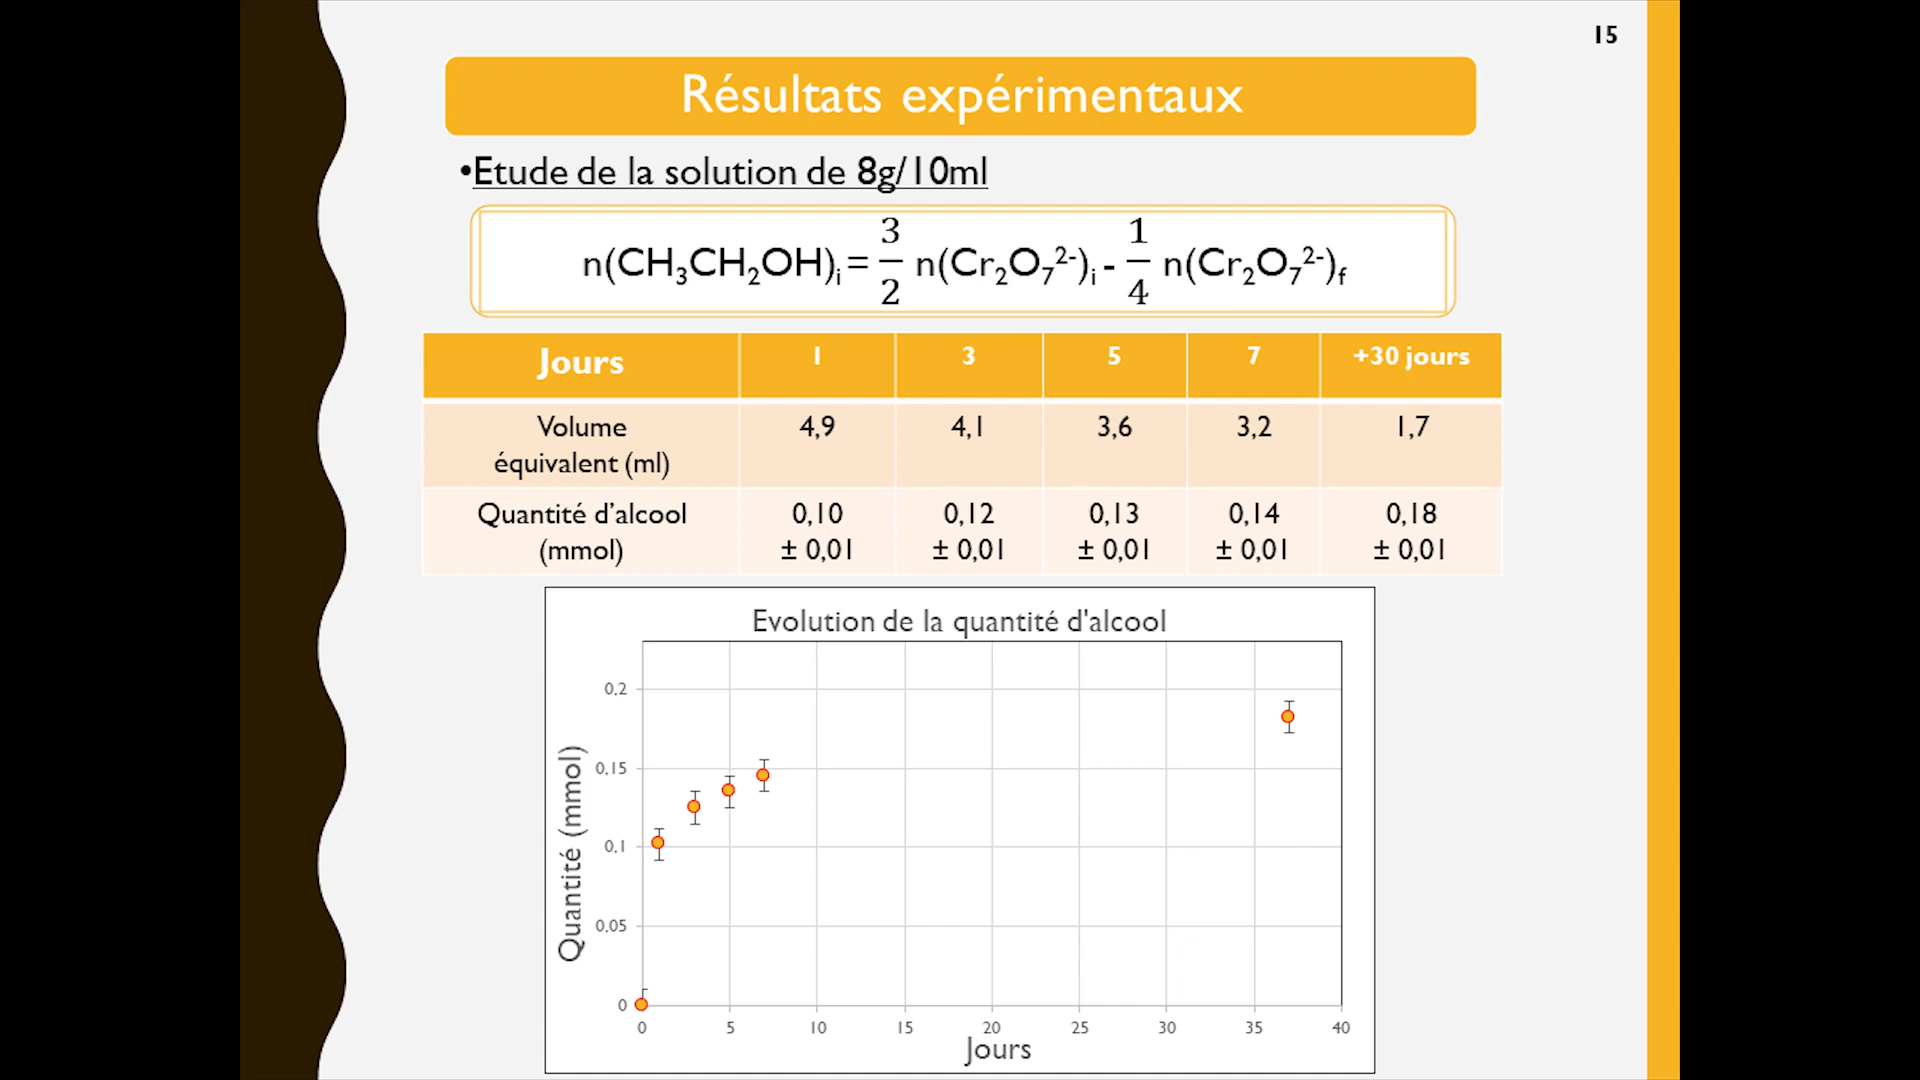 15
Résultats expérimentaux
•Etude de la solution de 8g/10ml
n(CH₃CH₂OH)ᵢ = 3/2 n(Cr₂O₇²⁻)ᵢ - 1/4 n(Cr₂O₇²⁻)f
Jours 1 3 5 7 +30 jours
Volume équivalent (ml) 4,9 4,1 3,6 3,2 1,7
Quantité d'alcool (mmol) 0,10 ± 0,01 0,12 ± 0,01 0,13 ± 0,01 0,14 ± 0,01 0,18 ± 0,01
Evolution de la quantité d'alcool
Quantité (mmol)
0,2
0,15
0,1
0,05
0
0 5 10 15 20 25 30 35 40
Jours